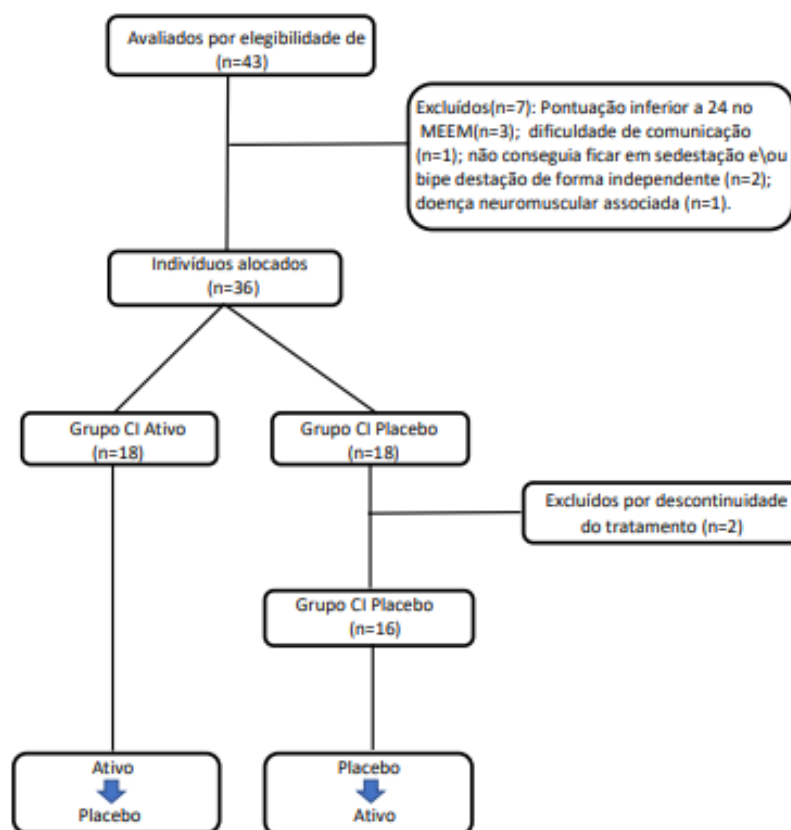 Avaliados por elegibilidade de
(n=43)
Excluídos(n=7): Pontuação inferior a 24 no
MEEM(n=3); dificuldade de comunicação
(n=1); não conseguia ficar em sedestação e\ou
bipe destação de forma independente (n=2);
doença neuromuscular associada (n=1).
Indivíduos alocados
(n=36)
Grupo CI Ativo
(n=18)
Grupo CI Placebo
(n=18)
Excluídos por descontinuidade
do tratamento (n=2)
Grupo CI Placebo
(n=16)
Ativo
Placebo
Placebo
Ativo